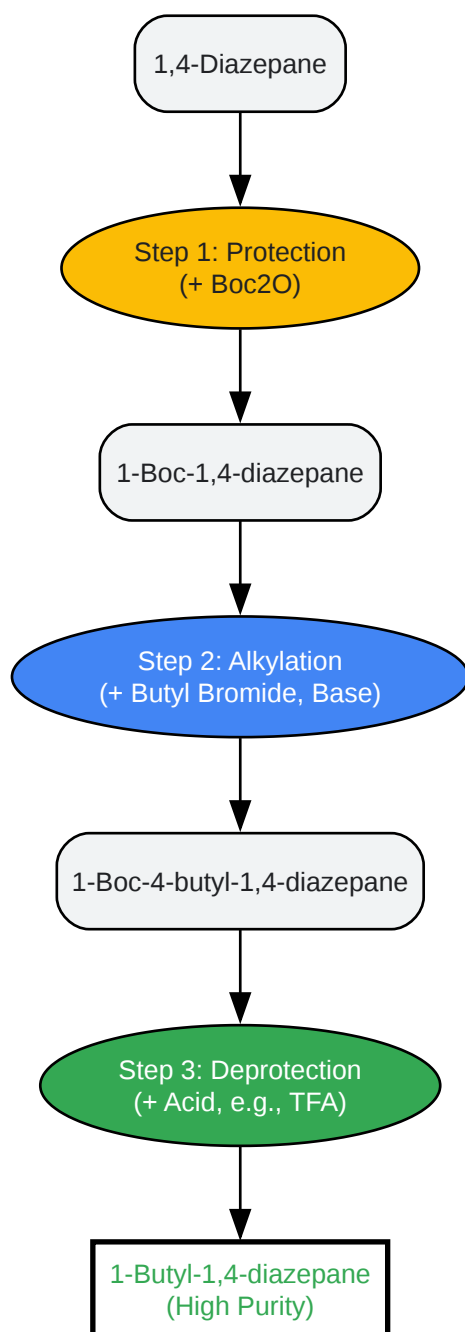 1,4-Diazepane
Step 1: Protection
(+ Boc2O)
1-Boc-1,4-diazepane
Step 2: Alkylation
(+ Butyl Bromide, Base)
1-Boc-4-butyl-1,4-diazepane
Step 3: Deprotection
(+ Acid, e.g., TFA)
1-Butyl-1,4-diazepane
(High Purity)